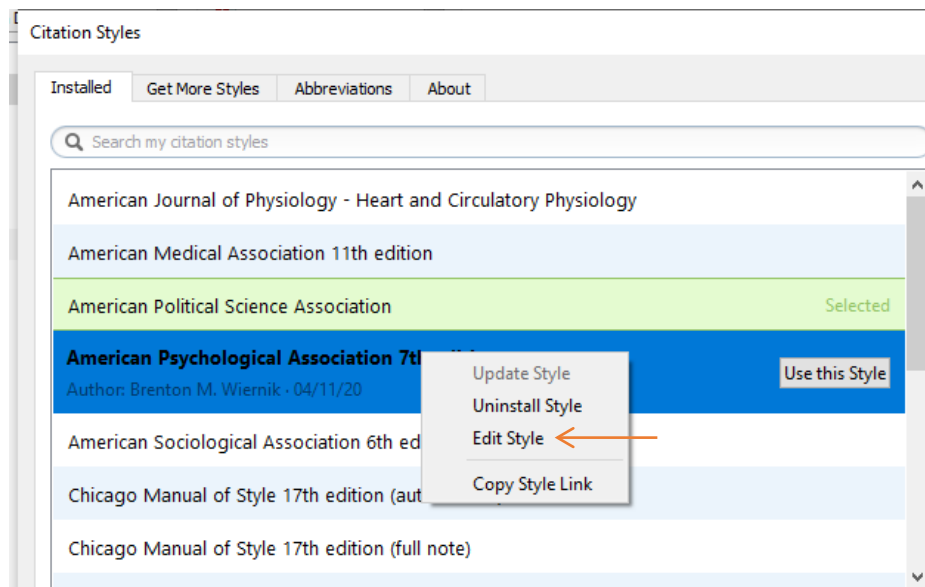 Citation Styles
Installed
Get More Styles
Abbreviations
About
Search my citation styles
American Journal of Physiology - Heart and Circulatory Physiology
American Medical Association 11th edition
American Political Science Association
Selected
American Psychological Association
Author: Brenton M. Wiernik · 04/11/20
Use this Style
Update Style
Uninstall Style
Edit Style
Copy Style Link
American Sociological Association 6th
Chicago Manual of Style 17th edition
Chicago Manual of Style 17th edition (full note)